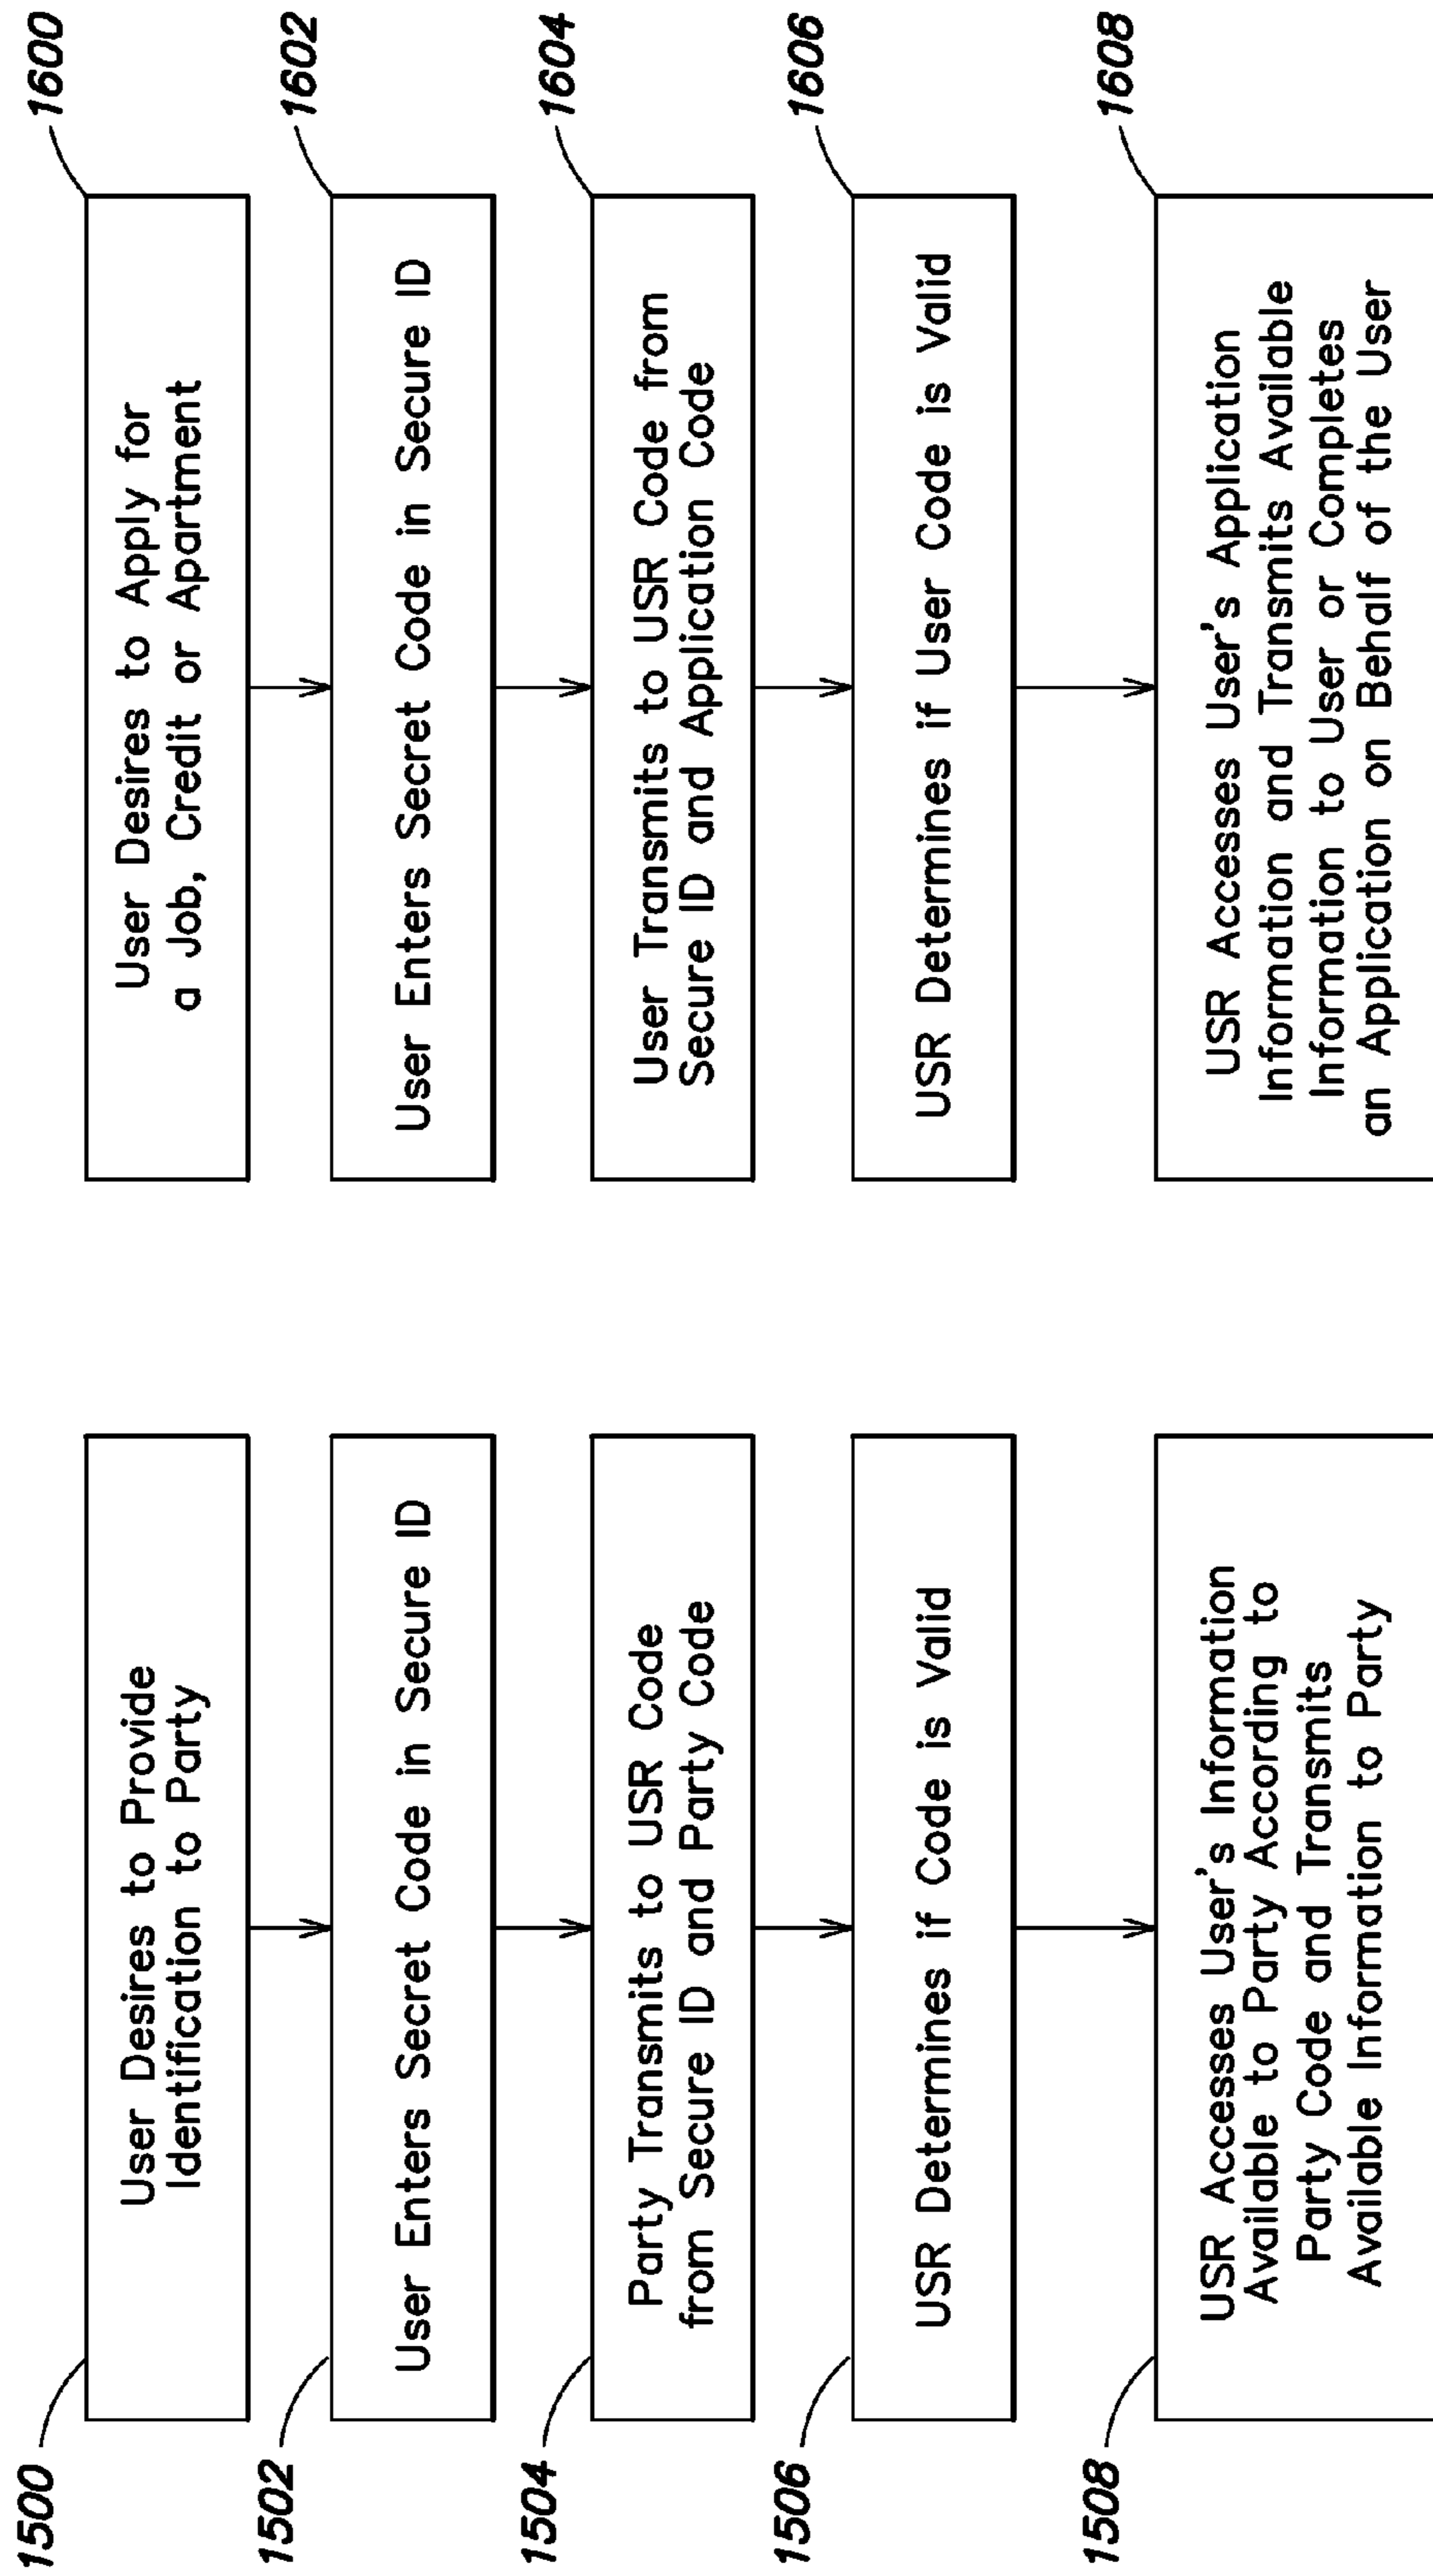 1500
User Desires to Provide
Identification to Party
1502
User Enters Secret Code in Secure ID
1504
Party Transmits to USR Code
from Secure ID and Party Code
1506
USR Determines if Code is Valid
1508
USR Accesses User's Information
Available to Party According to
Party Code and Transmits
Available Information to Party
1600
User Desires to Apply for
a Job, Credit or Apartment
1602
User Enters Secret Code in Secure ID
1604
User Transmits to USR Code from
Secure ID and Application Code
1606
USR Determines if User Code is Valid
1608
USR Accesses User's Application
Information and Transmits Available
Information to User or Completes
an Application on Behalf of the User